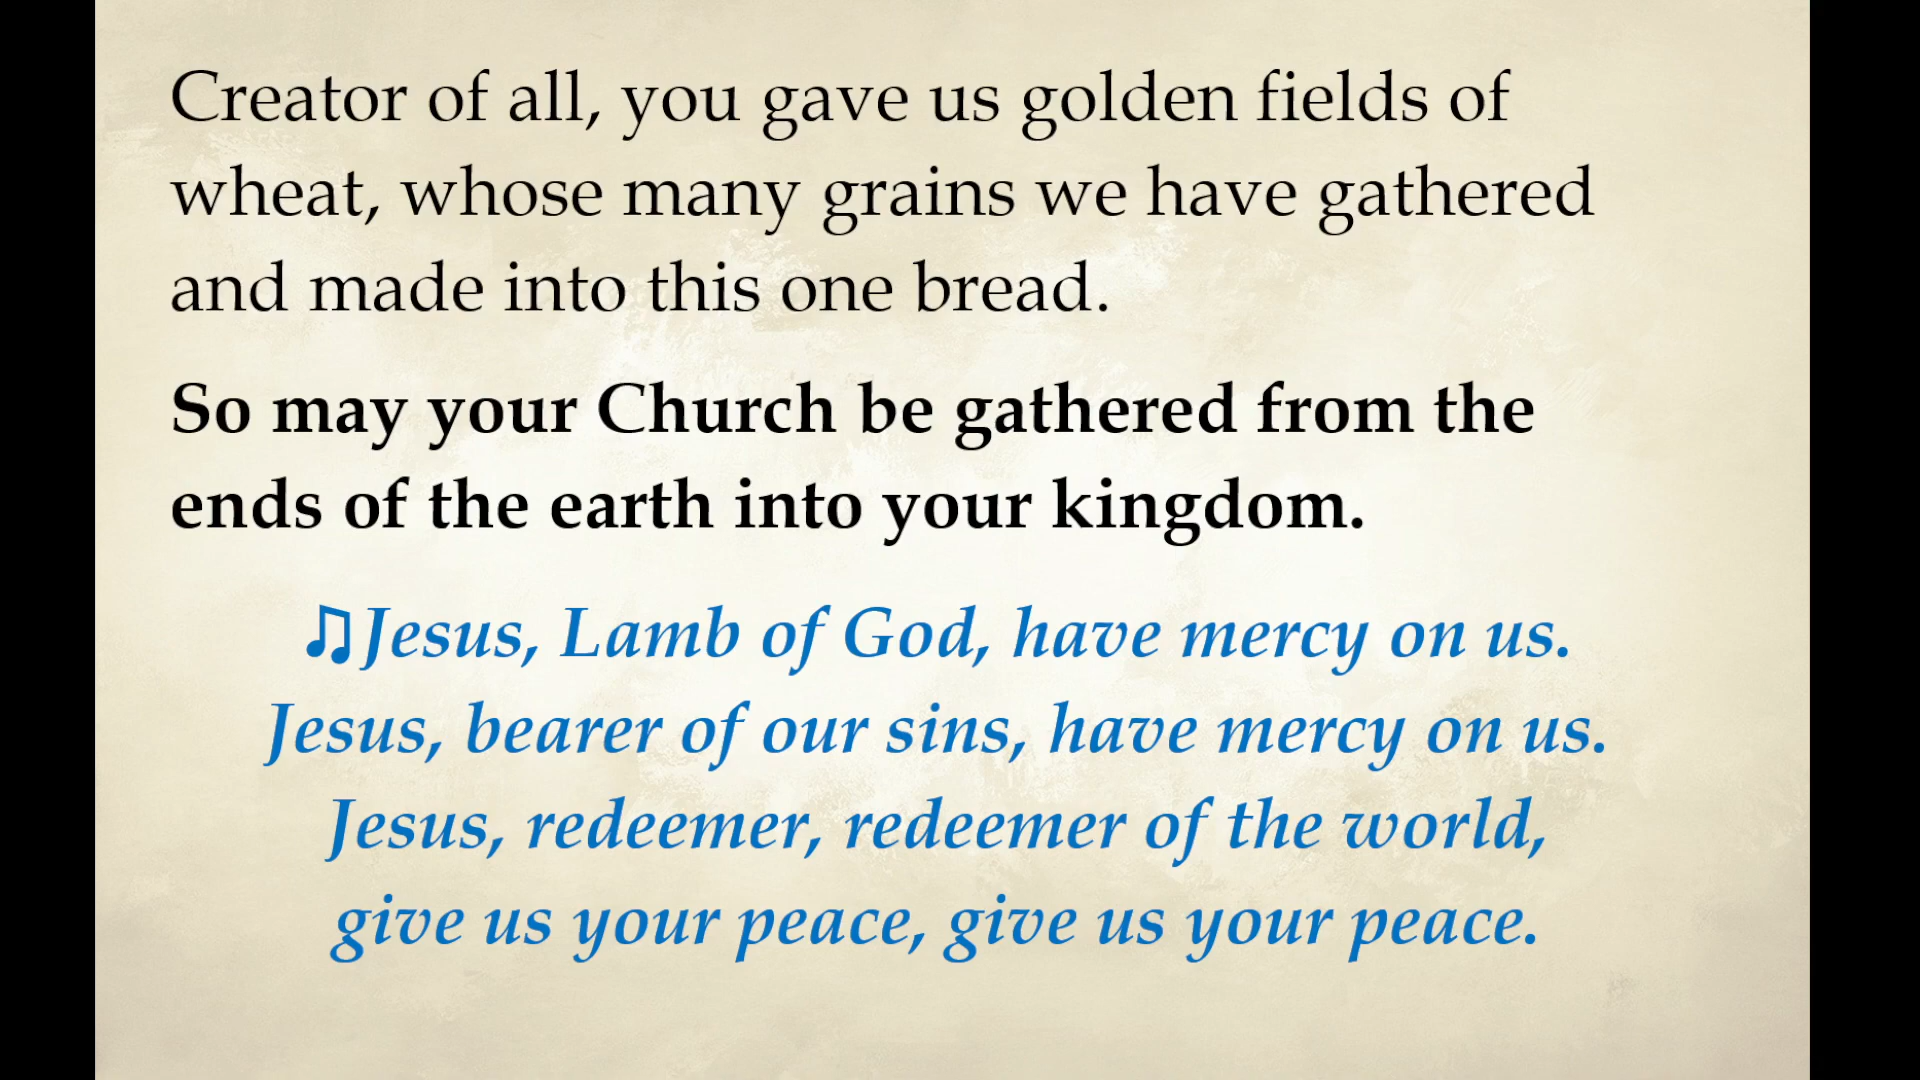 Creator of all, you gave us golden fields of
wheat, whose many grains we have gathered
and made into this one bread.
So may your Church be gathered from the
ends of the earth into your kingdom.
♫Jesus, Lamb of God, have mercy on us.
Jesus, bearer of our sins, have mercy on us.
Jesus, redeemer, redeemer of the world,
give us your peace, give us your peace.